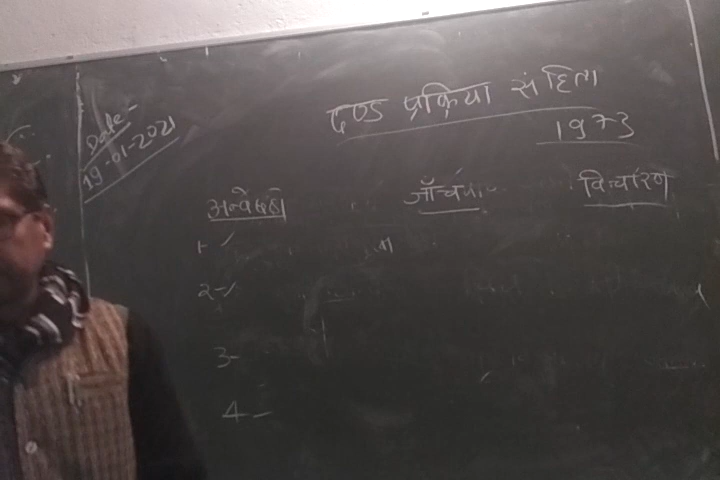 Date-
19-01-2021
दण्ड प्रक्रिया संहिता
1973
अन्वेषण जाँच विचारण
1-
2-
3-
4-